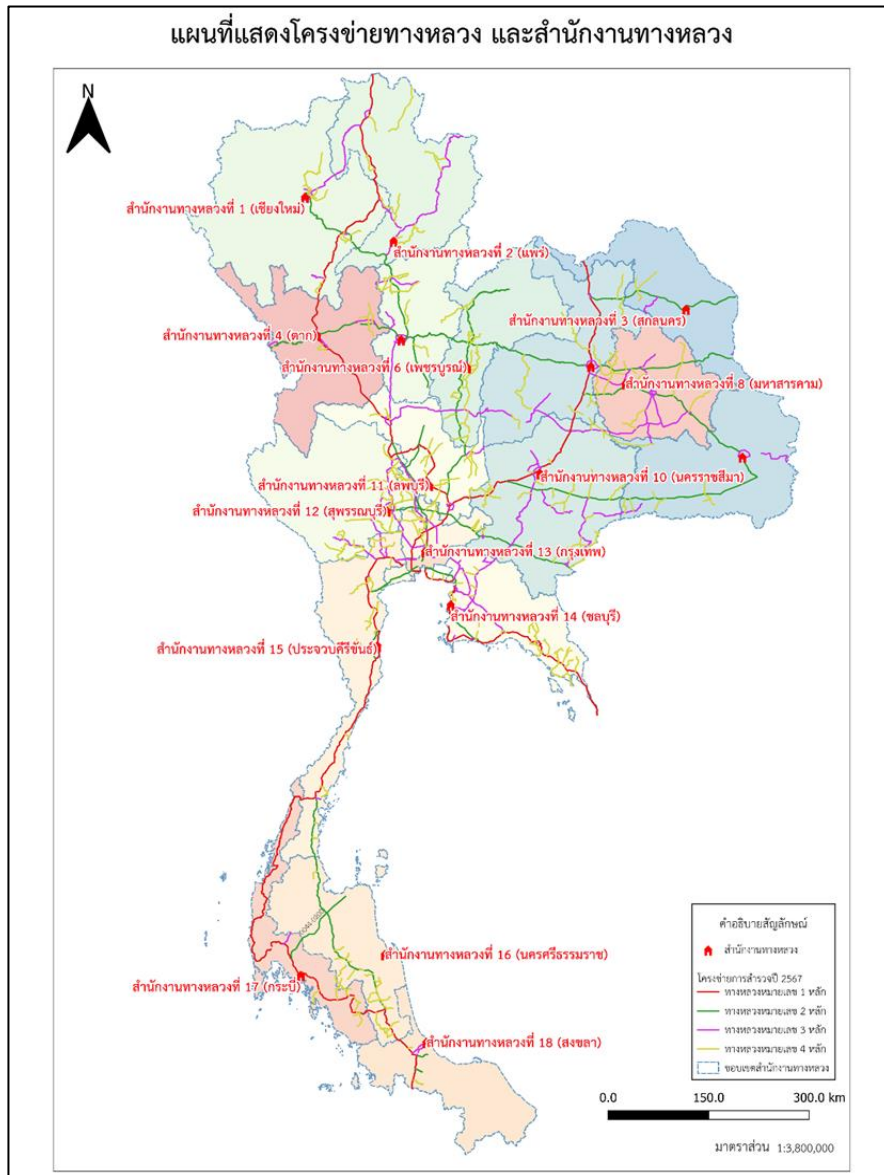 แผนที่แสดงโครงข่ายทางหลวง และสำนักงานทางหลวง
N
สำนักงานทางหลวงที่ 1 (เชียงใหม่)
สำนักงานทางหลวงที่ 2 (แพร่)
สำนักงานทางหลวงที่ 3 (สกลนคร)
สำนักงานทางหลวงที่ 4 (ตาก)
สำนักงานทางหลวงที่ 6 (เพชรบูรณ์)
สำนักงานทางหลวงที่ 8 (มหาสารคาม)
สำนักงานทางหลวงที่ 10 (นครราชสีมา)
สำนักงานทางหลวงที่ 11 (ลพบุรี)
สำนักงานทางหลวงที่ 12 (สุพรรณบุรี)
สำนักงานทางหลวงที่ 13 (กรุงเทพ)
สำนักงานทางหลวงที่ 14 (ชลบุรี)
สำนักงานทางหลวงที่ 15 (ประจวบคีรีขันธ์)
สำนักงานทางหลวงที่ 16 (นครศรีธรรมราช)
สำนักงานทางหลวงที่ 17 (กระบี่)
สำนักงานทางหลวงที่ 18 (สงขลา)
คำอธิบายสัญลักษณ์
สำนักงานทางหลวง
โครงข่ายการสำรวจปี 2567
ทางหลวงหมายเลข 1 หลัก
ทางหลวงหมายเลข 2 หลัก
ทางหลวงหมายเลข 3 หลัก
ทางหลวงหมายเลข 4 หลัก
ขอบเขตสำนักงานทางหลวง
0.0 150.0 300.0 km
มาตราส่วน 1:3,800,000